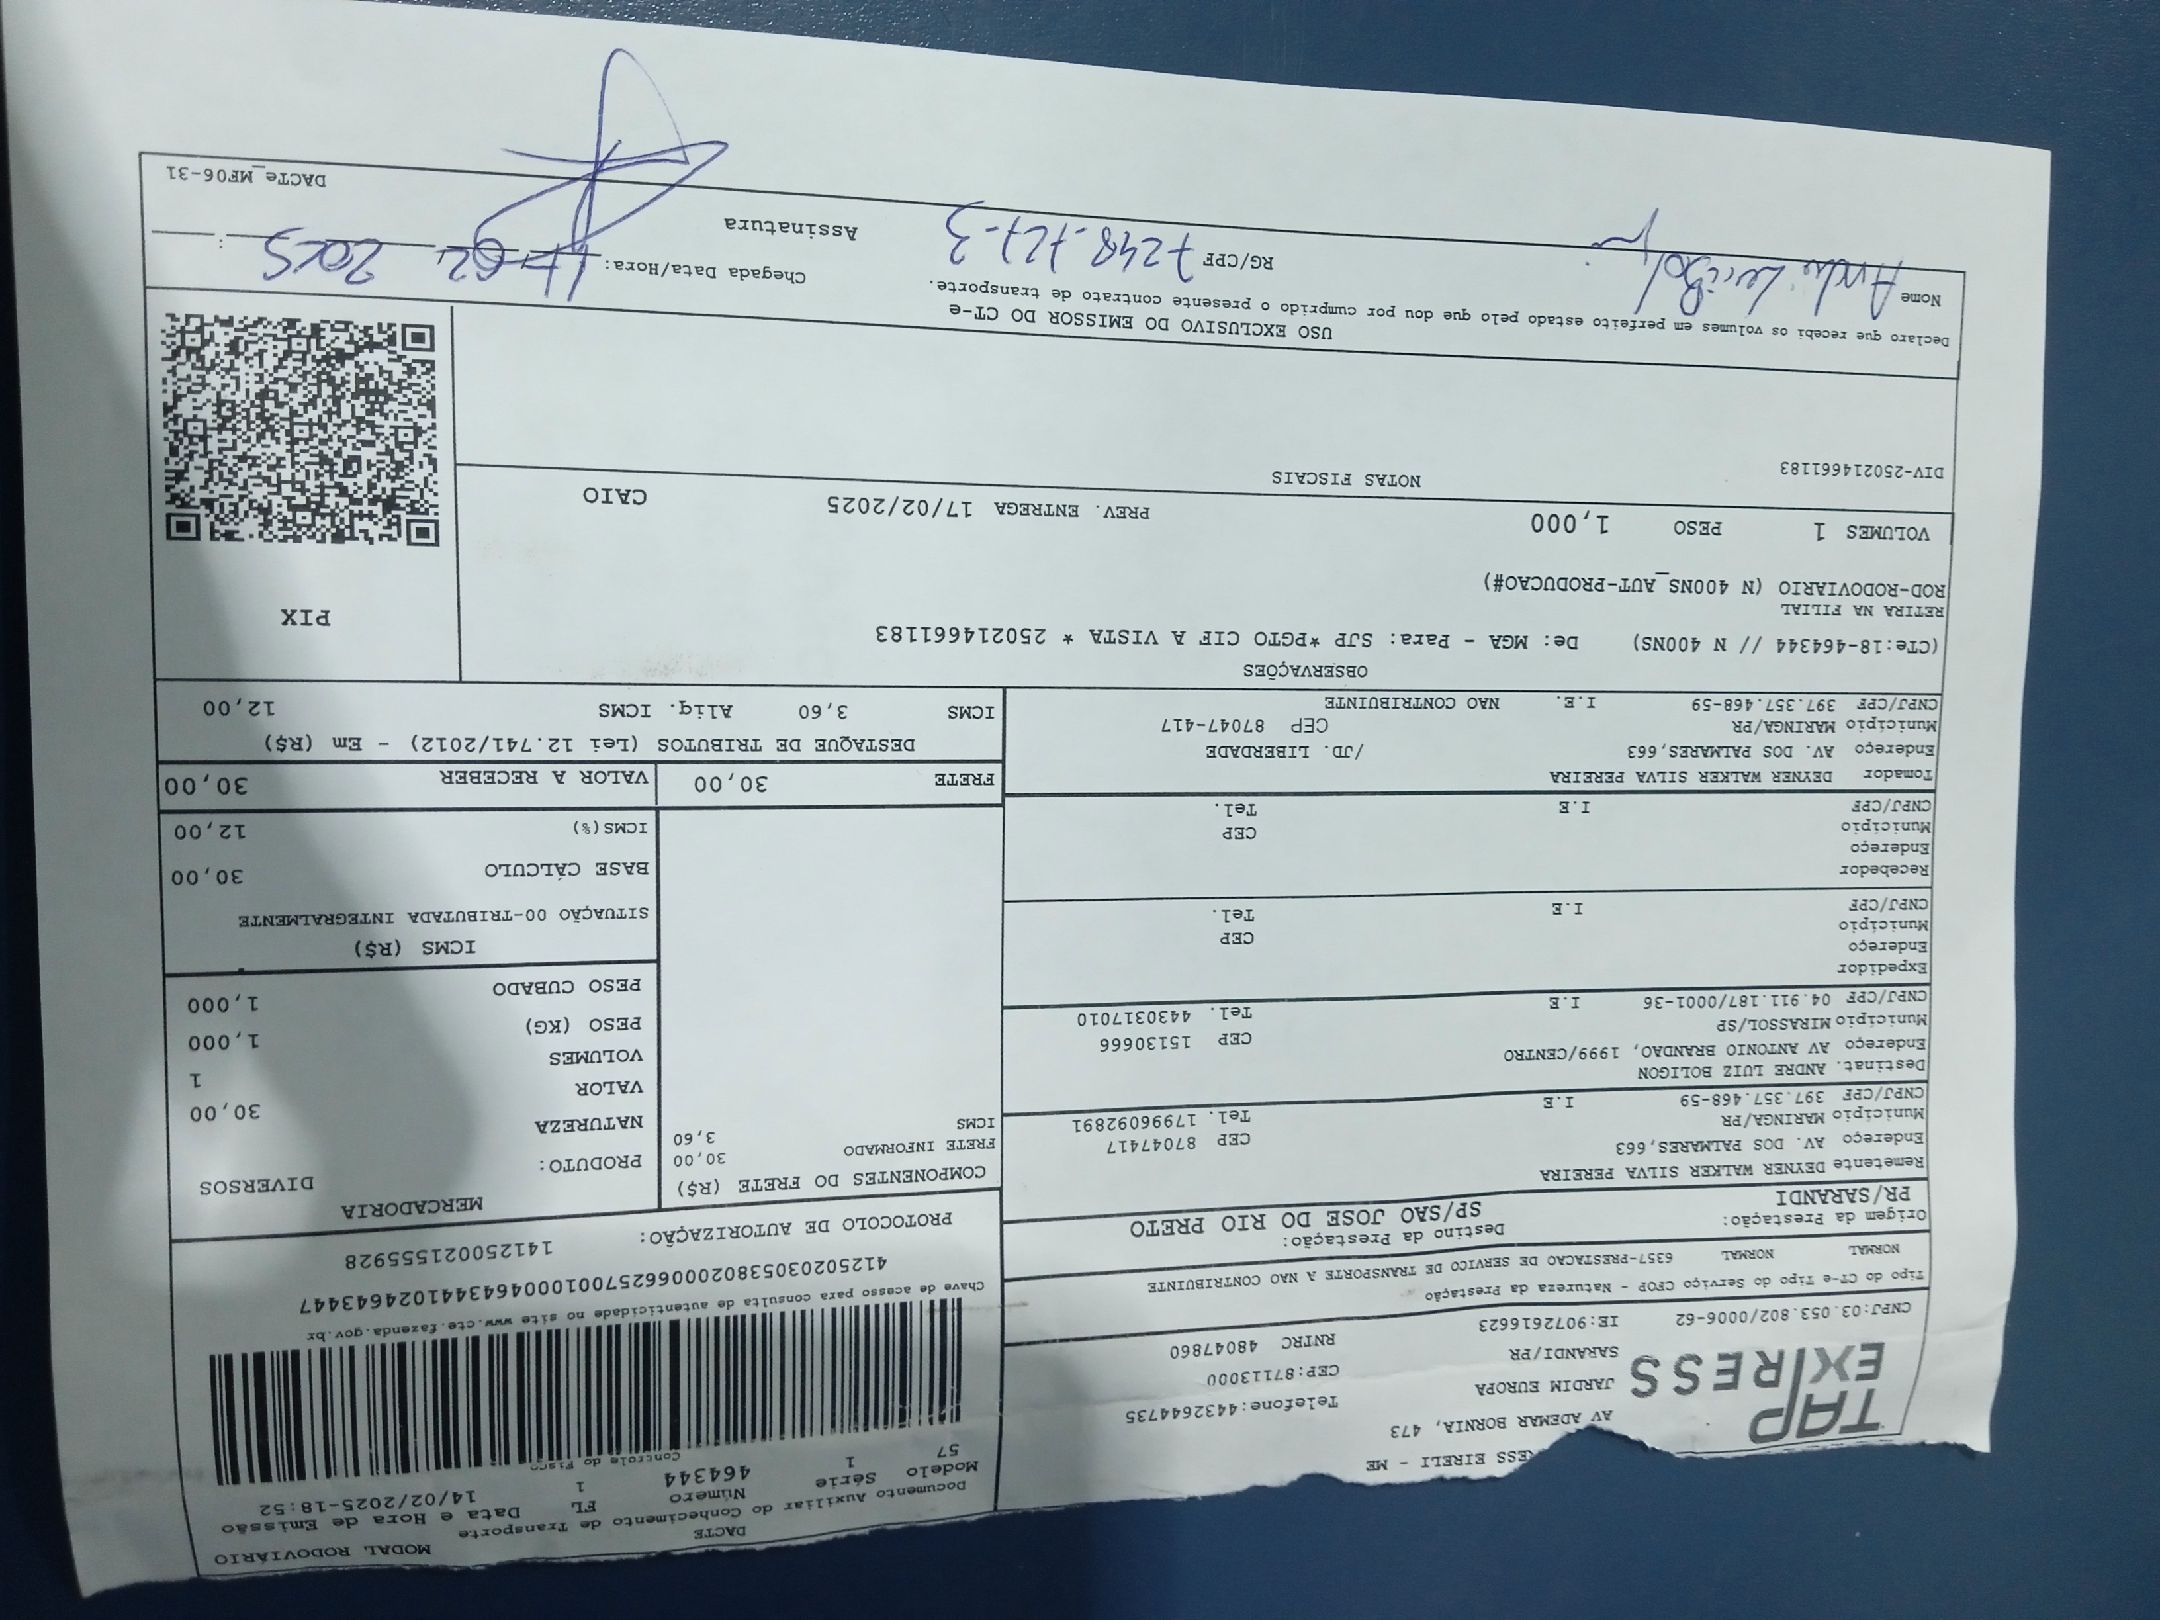 MODAL RODOVIÁRIO
DACTE
Documento Auxiliar do Conhecimento de Transporte
Modelo Série Número FL Data e Hora de Emissão
57 1 464344 1 14/02/2025-18:52
Controle do Fisco
ESS EIRELI - ME
TAP EXPRESS
AV ADEMAR BORNIA, 473
JARDIM EUROPA
SARANDI/PR
Telefone:4432644735
CEP:87113000
RNTRC 48047860
CNPJ:03.053.802/0006-62 IE:9072616623
Chave de acesso para consulta de autenticidade no site www.cte.fazenda.gov.br
41250203053802000662570010004643441024643447
PROTOCOLO DE AUTORIZAÇÃO: 141250021555928
Tipo do CT-e Tipo do Serviço CFOP - Natureza da Prestação
NORMAL NORMAL 6357-PRESTACAO DE SERVICO DE TRANSPORTE A NAO CONTRIBUINTE
Origem da Prestação: Destino da Prestação:
PR/SARANDI SP/SAO JOSE DO RIO PRETO
Remetente DEYNER WALKER SILVA PEREIRA
Endereço AV. DOS PALMARES,663
Município MARINGA/PR CEP 87047417
CNPJ/CPF 397.357.468-59 I.E Tel. 17996092891
Destinat. ANDRE LUIZ BOLIGON
Endereço AV ANTONIO BRANDAO, 1999/CENTRO
Município MIRASSOL/SP CEP 15130666
CNPJ/CPF 04.911.187/0001-36 I.E Tel. 4430317010
Expedidor
Endereço
Município CEP
CNPJ/CPF I.E Tel.
Recebedor
Endereço
Município CEP
CNPJ/CPF I.E Tel.
Tomador DEYNER WALKER SILVA PEREIRA
Endereço AV. DOS PALMARES,663 /JD. LIBERDADE
Município MARINGA/PR CEP 87047-417
CNPJ/CPF 397.357.468-59 I.E. NAO CONTRIBUINTE
COMPONENTES DO FRETE (R$)
FRETE INFORMADO 30,00
ICMS 3,60
MERCADORIA
PRODUTO: DIVERSOS
NATUREZA
VALOR 30,00
VOLUMES 1
PESO (KG) 1,000
PESO CUBADO 1,000
ICMS (R$)
SITUAÇÃO 00-TRIBUTADA INTEGRALMENTE
BASE CÁLCULO 30,00
ICMS(%) 12,00
FRETE 30,00 VALOR A RECEBER 30,00
DESTAQUE DE TRIBUTOS (Lei 12.741/2012) - Em (R$)
ICMS 3,60 Aliq. ICMS 12,00
OBSERVAÇÕES
(CTe:18-464344 // N 400NS) De: MGA - Para: SJP *PGTO CIF A VISTA * 250214661183
RETIRA NA FILIAL
ROD-RODOVIARIO (N 400NS_AUT-PRODUCAO#)
VOLUMES 1 PESO 1,000 PREV. ENTREGA 17/02/2025 CAIO
PIX
NOTAS FISCAIS
DIV-250214661183
USO EXCLUSIVO DO EMISSOR DO CT-e
Declaro que recebi os volumes em perfeito estado pelo que dou por cumprido o presente contrato de transporte.
Nome RG/CPF 7248.727-3 Chegada Data/Hora: 17 02 2025 :
Assinatura
DACTe_MF06-31